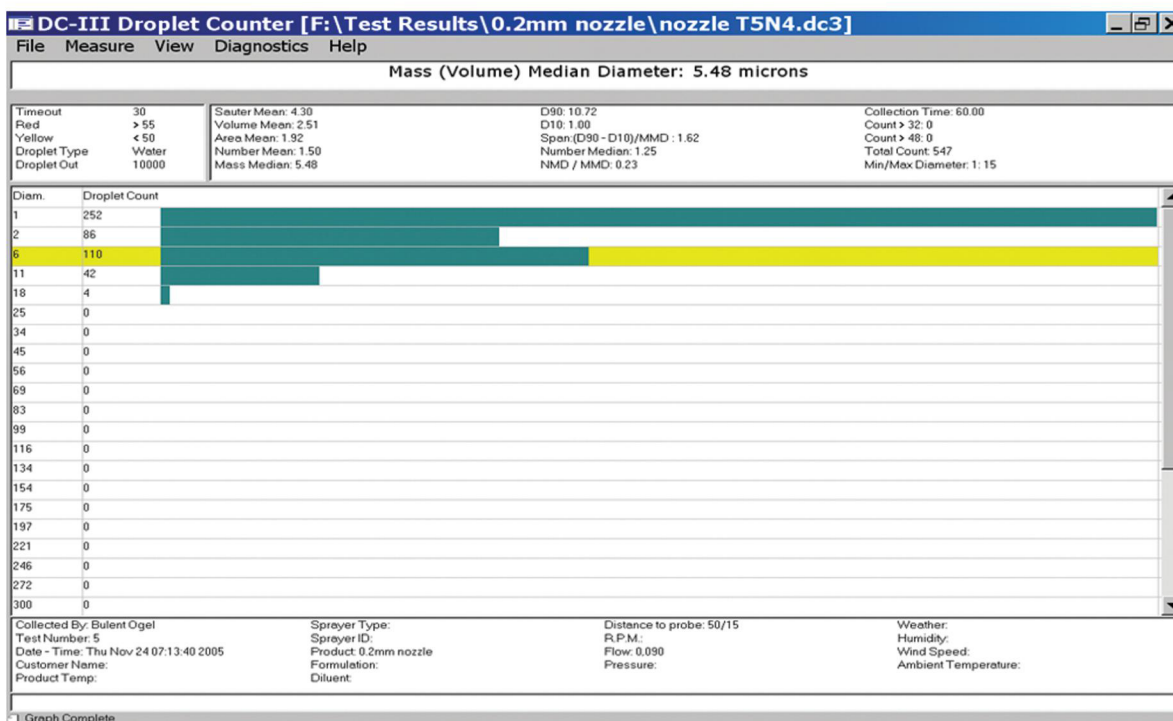 DC-III Droplet Counter [F:\Test Results\0.2mm nozzle\nozzle T5N4.dc3]
File Measure View Diagnostics Help
Mass (Volume) Median Diameter: 5.48 microns
Timeout 30
Red > 55
Yellow < 50
Droplet Type Water
Droplet Out 10000
Sauter Mean: 4.30
Volume Mean: 2.51
Area Mean: 1.92
Number Mean: 1.50
Mass Median: 5.48
D90: 10.72
D10: 1.00
Span:(D90 - D10)/MMD : 1.62
Number Median: 1.25
NMD / MMD: 0.23
Collection Time: 60.00
Count > 32: 0
Count > 48: 0
Total Count: 547
Min/Max Diameter: 1: 15
Diam. Droplet Count
1 252
2 86
6 110
11 42
18 4
25 0
34 0
45 0
56 0
69 0
83 0
99 0
116 0
134 0
154 0
175 0
197 0
221 0
246 0
272 0
300 0
Collected By: Bulent Ogel
Test Number: 5
Date - Time: Thu Nov 24 07:13:40 2005
Customer Name:
Product Temp:
Sprayer Type:
Sprayer ID:
Product: 0.2mm nozzle
Formulation:
Diluent:
Distance to probe: 50/15
R.P.M.:
Flow: 0,090
Pressure:
Weather:
Humidity:
Wind Speed:
Ambient Temperature:
Graph Complete